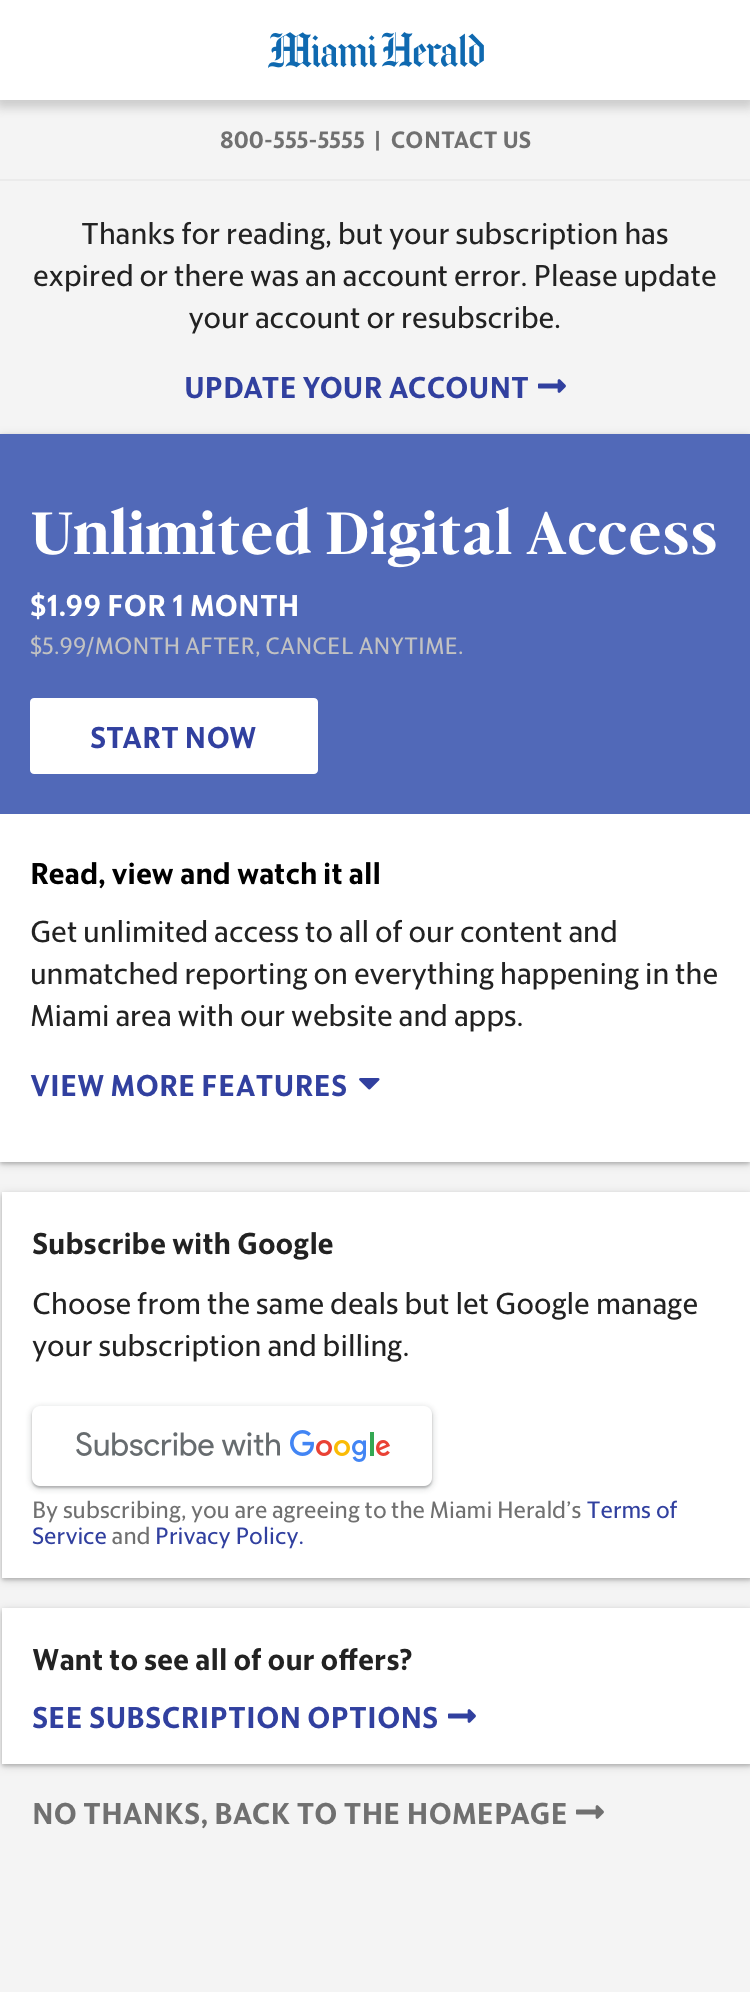 Miami Herald
800-555-5555 | CONTACT US
Thanks for reading, but your subscription has
expired or there was an account error. Please update
your account or resubscribe.
UPDATE YOUR ACCOUNT →
Unlimited Digital Access
$1.99 FOR 1 MONTH
$5.99/MONTH AFTER, CANCEL ANYTIME.
START NOW
Read, view and watch it all
Get unlimited access to all of our content and
unmatched reporting on everything happening in the
Miami area with our website and apps.
VIEW MORE FEATURES
Subscribe with Google
Choose from the same deals but let Google manage
your subscription and billing.
Subscribe with Google
By subscribing, you are agreeing to the Miami Herald’s Terms of
Service and Privacy Policy.
Want to see all of our offers?
SEE SUBSCRIPTION OPTIONS →
NO THANKS, BACK TO THE HOMEPAGE →